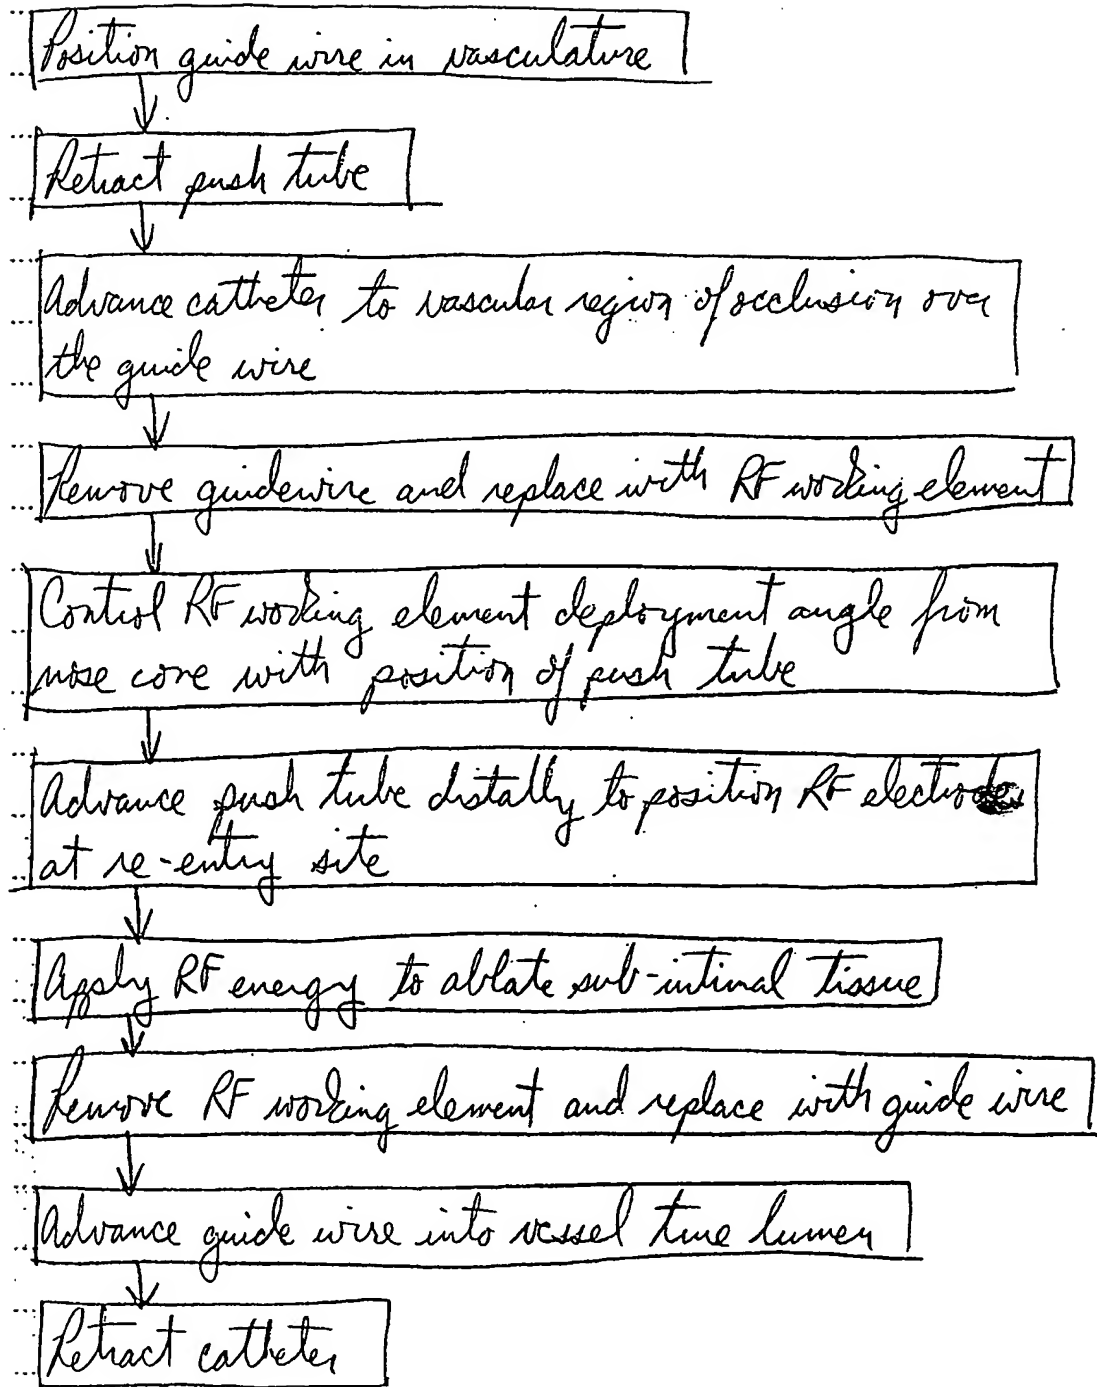 Position guide wire in vasculature
Retract push tube
Advance catheter to vascular region of occlusion over
the guide wire
Remove guidewire and replace with RF working element
Control RF working element deployment angle from
nose cone with position of push tube
Advance push tube distally to position RF electrode
at re-entry site
Apply RF energy to ablate sub-intimal tissue
Remove RF working element and replace with guide wire
Advance guide wire into vessel true lumen
Retract catheter